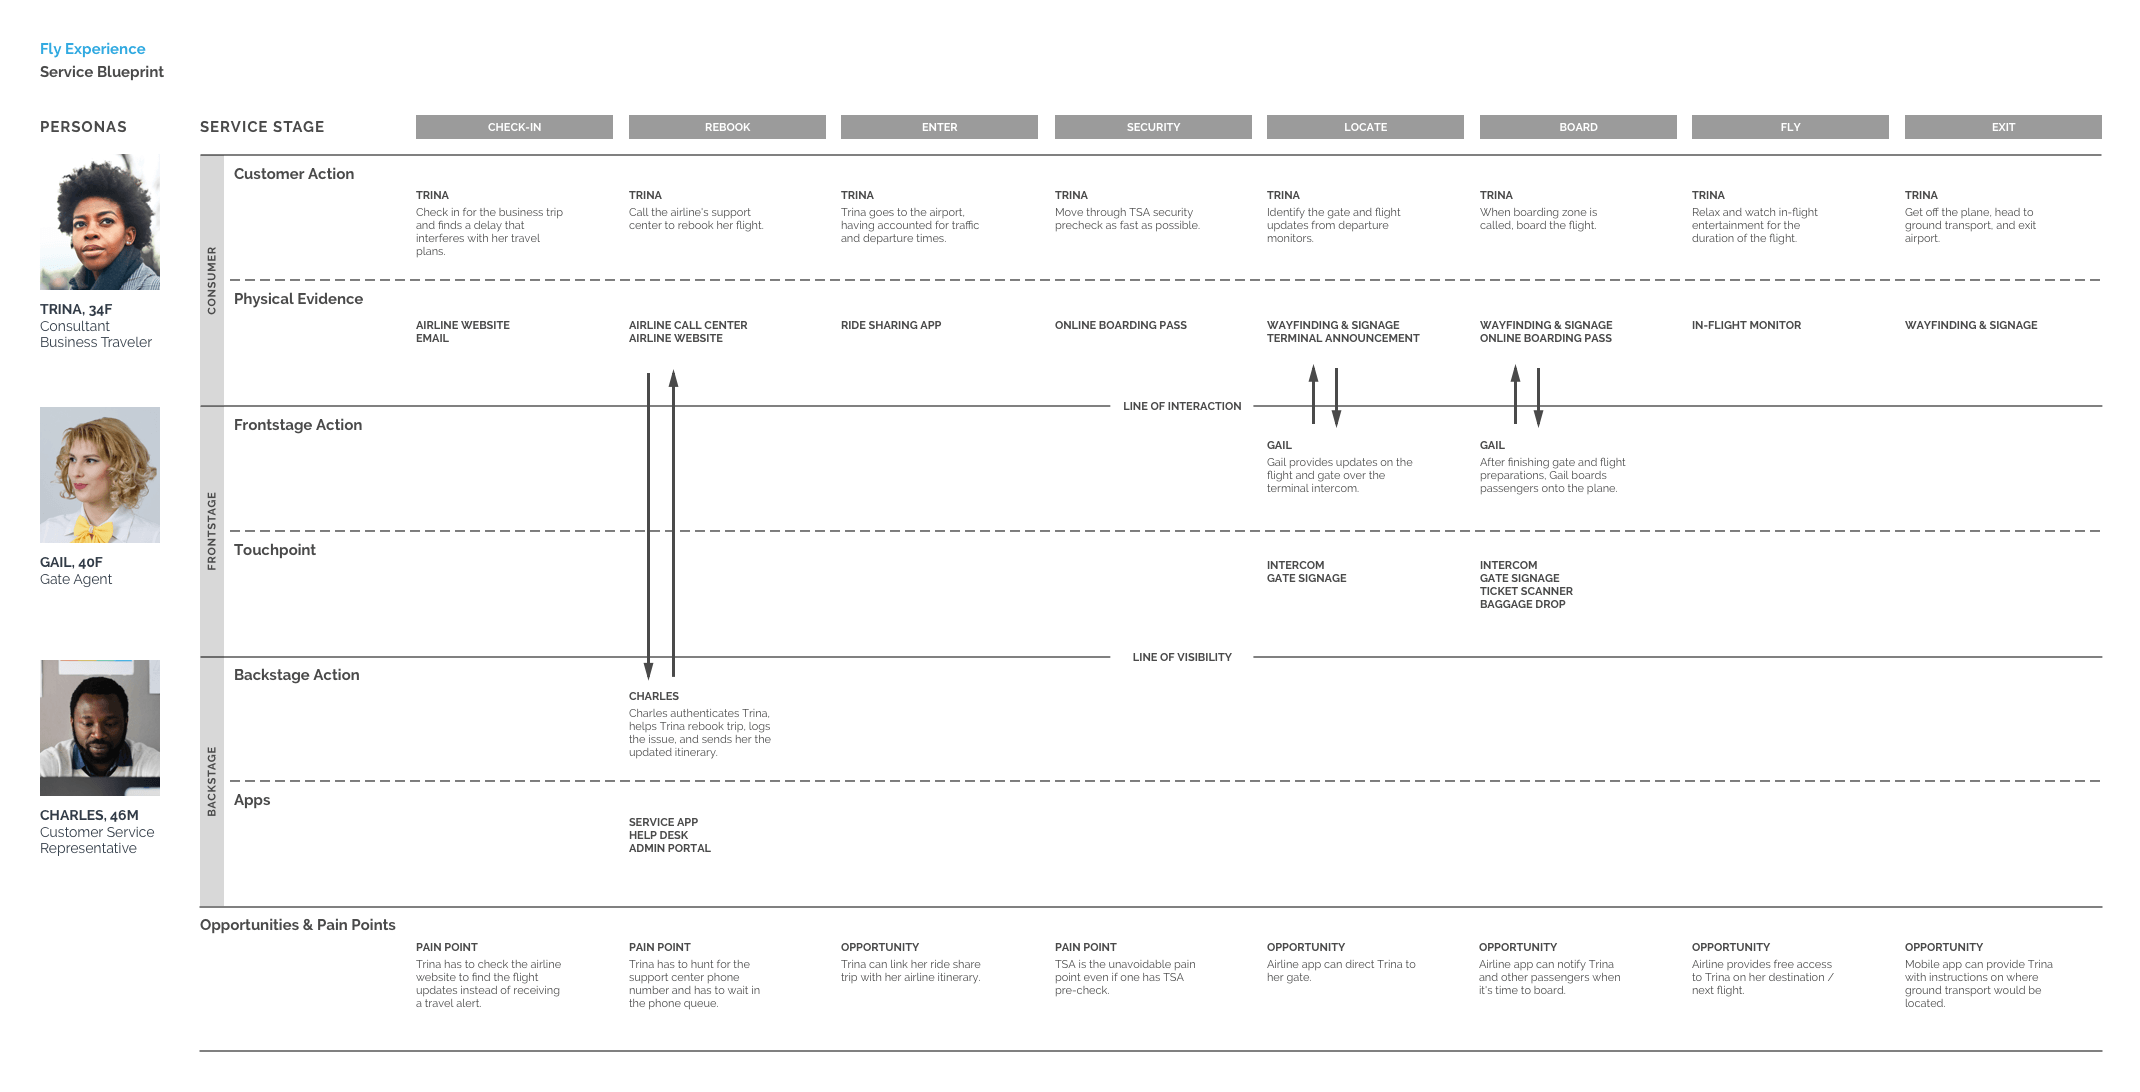 Fly Experience
Service Blueprint
PERSONAS
TRINA, 34F
Consultant
Business Traveler
GAIL, 40F
Gate Agent
CHARLES, 46M
Customer Service
Representative
SERVICE STAGE
CHECK-IN
REBOOK
ENTER
SECURITY
LOCATE
BOARD
FLY
EXIT
CONSUMER
Customer Action
TRINA
Check in for the business trip
and finds a delay that
interferes with her travel
plans.
TRINA
Call the airline's support
center to rebook her flight.
TRINA
Trina goes to the airport,
having accounted for traffic
and departure times.
TRINA
Move through TSA security
precheck as fast as possible.
TRINA
Identify the gate and flight
updates from departure
monitors.
TRINA
When boarding zone is
called, board the flight.
TRINA
Relax and watch in-flight
entertainment for the
duration of the flight.
TRINA
Get off the plane, head to
ground transport, and exit
airport.
Physical Evidence
AIRLINE WEBSITE
EMAIL
AIRLINE CALL CENTER
AIRLINE WEBSITE
RIDE SHARING APP
ONLINE BOARDING PASS
WAYFINDING & SIGNAGE
TERMINAL ANNOUNCEMENT
WAYFINDING & SIGNAGE
ONLINE BOARDING PASS
IN-FLIGHT MONITOR
WAYFINDING & SIGNAGE
LINE OF INTERACTION
FRONTSTAGE
Frontstage Action
GAIL
Gail provides updates on the
flight and gate over the
terminal intercom.
GAIL
After finishing gate and flight
preparations, Gail boards
passengers onto the plane.
Touchpoint
INTERCOM
GATE SIGNAGE
INTERCOM
GATE SIGNAGE
TICKET SCANNER
BAGGAGE DROP
LINE OF VISIBILITY
BACKSTAGE
Backstage Action
CHARLES
Charles authenticates Trina,
helps Trina rebook trip, logs
the issue, and sends her the
updated itinerary.
Apps
SERVICE APP
HELP DESK
ADMIN PORTAL
Opportunities & Pain Points
PAIN POINT
Trina has to check the airline
website to find the flight
updates instead of receiving
a travel alert.
PAIN POINT
Trina has to hunt for the
support center phone
number and has to wait in
the phone queue.
OPPORTUNITY
Trina can link her ride share
trip with her airline itinerary.
PAIN POINT
TSA is the unavoidable pain
point even if one has TSA
pre-check.
OPPORTUNITY
Airline app can direct Trina to
her gate.
OPPORTUNITY
Airline app can notify Trina
and other passengers when
it's time to board.
OPPORTUNITY
Airline provides free access
to Trina on her destination /
next flight.
OPPORTUNITY
Mobile app can provide Trina
with instructions on where
ground transport would be
located.